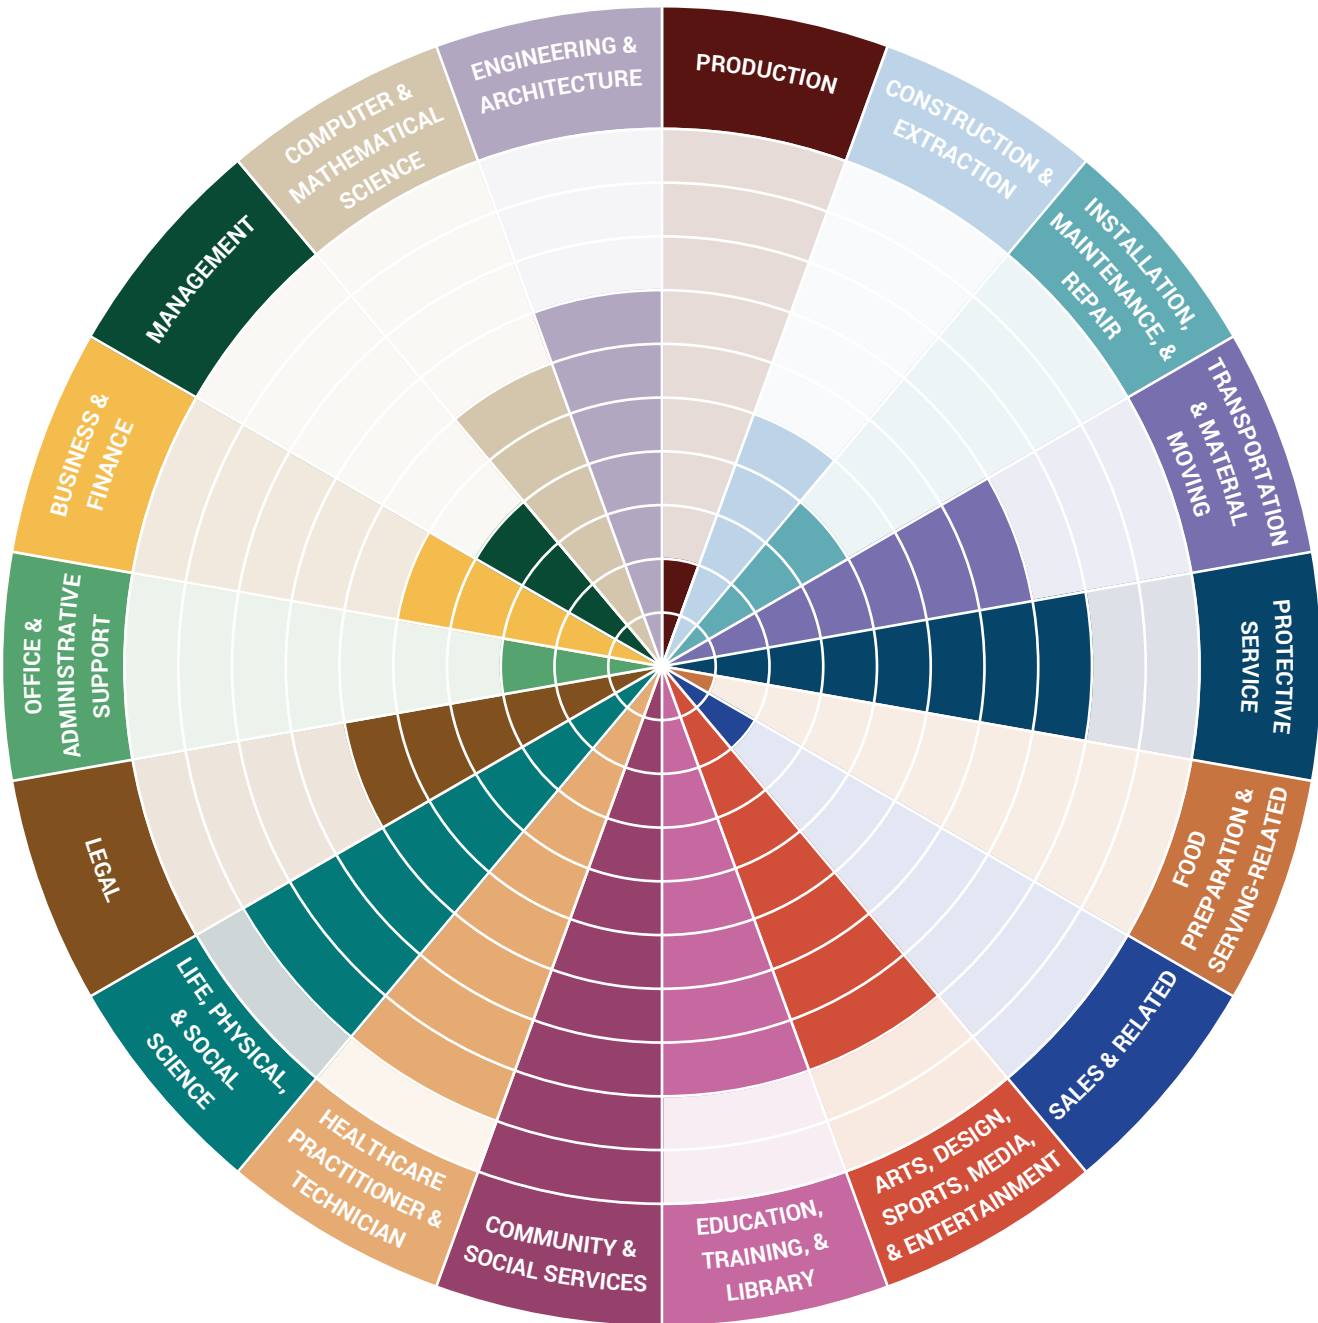 PRODUCTION
CONSTRUCTION &
EXTRACTION
INSTALLATION,
MAINTENANCE, &
REPAIR
TRANSPORTATION
& MATERIAL
MOVING
PROTECTIVE
SERVICE
FOOD
PREPARATION &
SERVING-RELATED
SALES & RELATED
ARTS, DESIGN,
SPORTS, MEDIA,
& ENTERTAINMENT
EDUCATION,
TRAINING, &
LIBRARY
COMMUNITY &
SOCIAL SERVICES
HEALTHCARE
PRACTITIONER &
TECHNICIAN
LIFE, PHYSICAL,
& SOCIAL
SCIENCE
LEGAL
OFFICE &
ADMINISTRATIVE
SUPPORT
BUSINESS &
FINANCE
MANAGEMENT
COMPUTER &
MATHEMATICAL
SCIENCE
ENGINEERING &
ARCHITECTURE